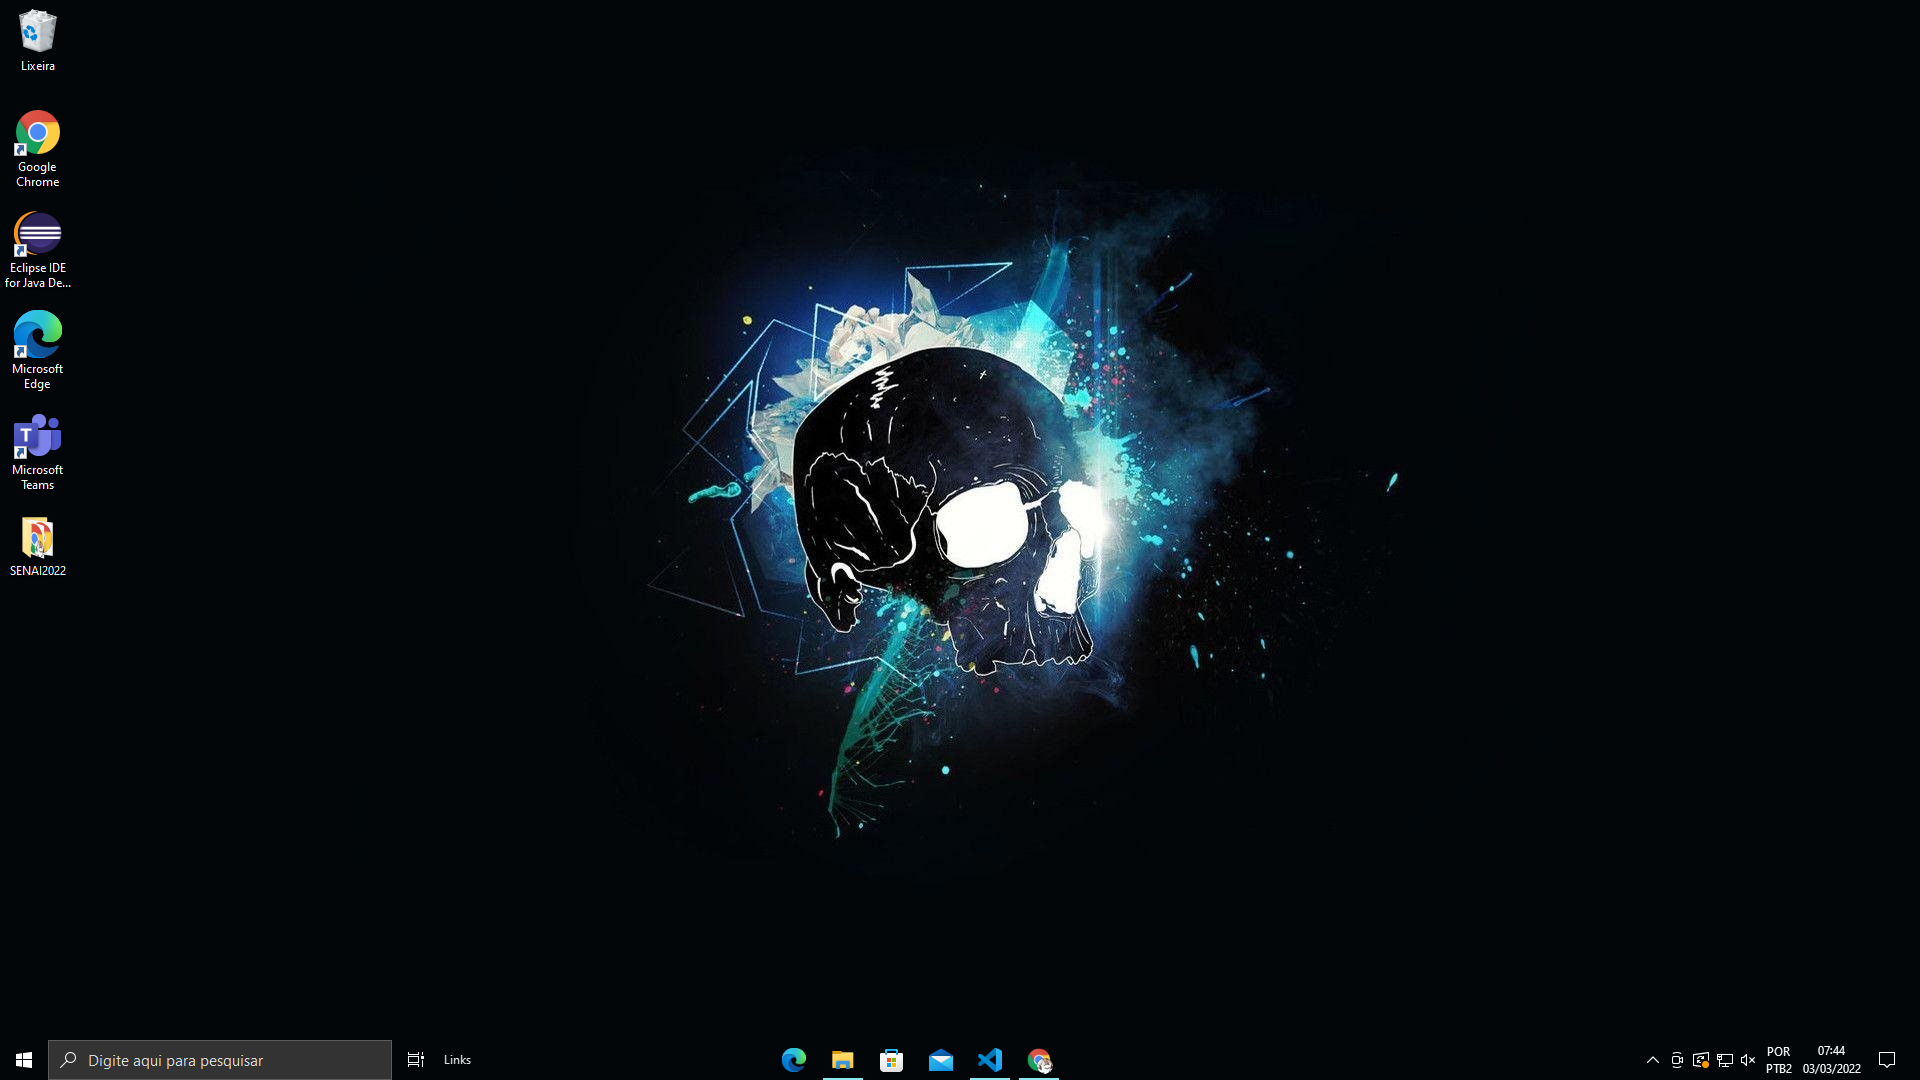 Lixeira
Google
Chrome
Eclipse IDE
for Java De...
Microsoft
Edge
T
Microsoft
Teams
SENAI2022
Digite aqui para pesquisar
Links
POR
PTB2
07:44
03/03/2022